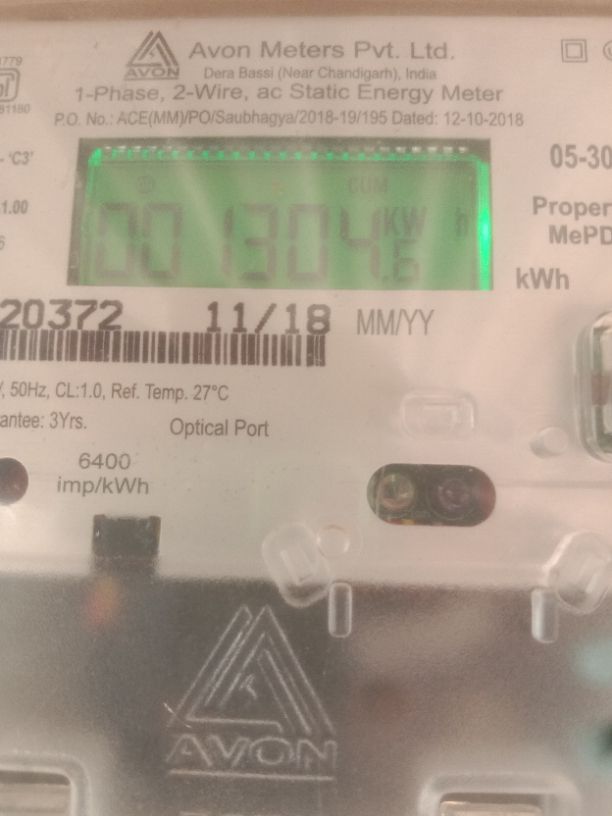 AVON
Avon Meters Pvt. Ltd.
Dera Bassi (Near Chandigarh), India
1-Phase, 2-Wire, ac Static Energy Meter
P.O. No.: ACE(MM)/PO/Saubhagya/2018-19/195 Dated: 12-10-2018
- 'C3'
1.00
05-30
CUM
001304.6 KW h
Proper
MePD
kWh
20372 11/18 MM/YY
, 50Hz, CL:1.0, Ref. Temp. 27°C
antee: 3Yrs.
Optical Port
6400
imp/kWh
AVON